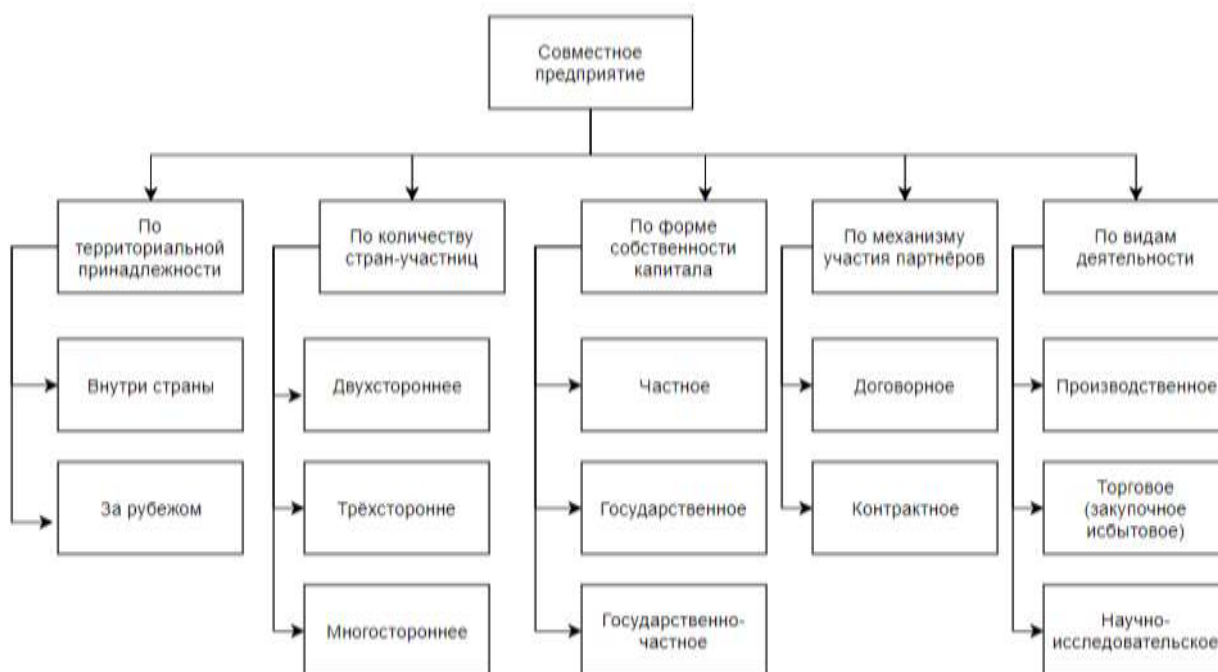 Совместное
предприятие
По
территориальной
принадлежности
По количеству
стран-участниц
По форме
собственности
капитала
По механизму
участия партнёров
По видам
деятельности
Внутри страны
Двухстороннее
Частное
Договорное
Производственное
За рубежом
Трёхсторонне
Государственное
Контрактное
Торговое
(закупочное
исбытовое)
Многостороннее
Государственно-
частное
Научно-
исследовательское